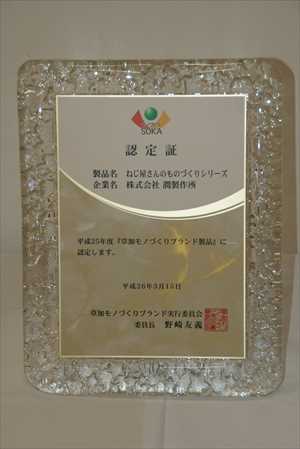 SOKA
認定証
製品名 ねじ屋さんのものづくりシリーズ
企業名 株式会社 潤製作所
平成25年度『草加モノづくりブランド製品』に
認定します。
平成26年3月15日
草加モノづくりブランド実行委員会
委員長 野崎友義